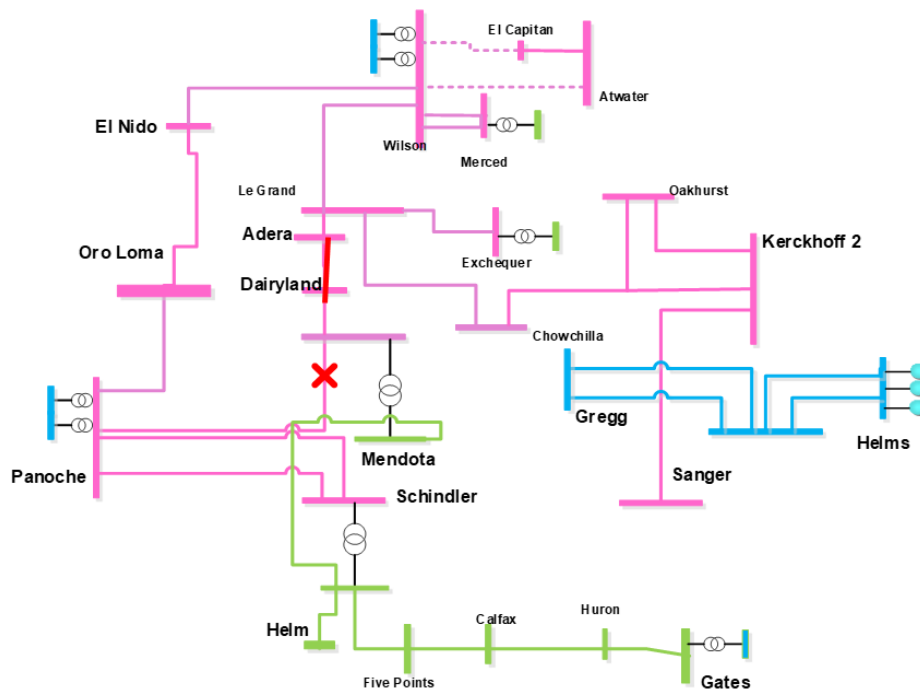 El Capitan
Atwater
El Nido
Wilson
Merced
Le Grand
Oakhurst
Adera
Kerckhoff 2
Oro Loma
Exchequer
Dairyland
Chowchilla
Gregg
Helms
Mendota
Panoche
Sanger
Schindler
Huron
Calfax
Helm
Five Points
Gates